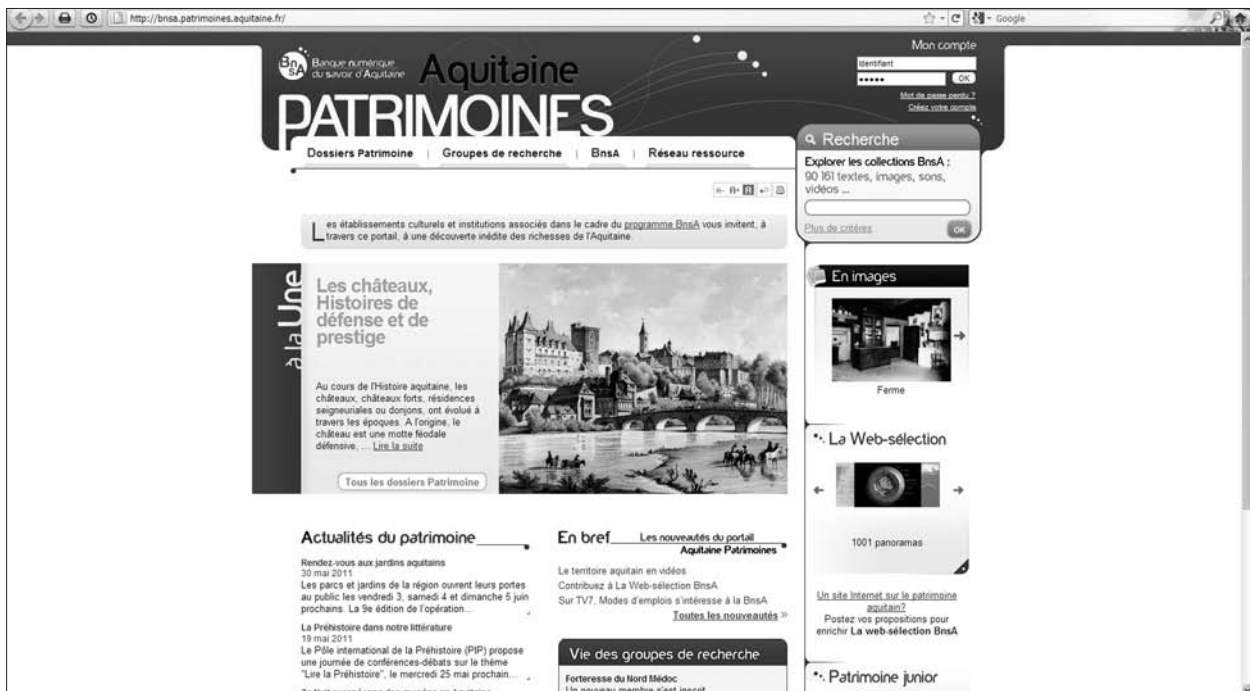 http://bnsa.patrimoines.aquitaine.fr/
Google
BnsA
Banque numérique
du savoir d'Aquitaine
Aquitaine
PATRIMOINES
Mon compte
Identifiant
•••••
OK
Mot de passe perdu ?
Créez votre compte
Dossiers Patrimoine | Groupes de recherche | BnsA | Réseau ressource
Recherche
Explorer les collections BnsA :
90 161 textes, images, sons,
vidéos ...
Plus de critères
OK
A- A+ A
Les établissements culturels et institutions associés dans le cadre du programme BnsA vous invitent, à
travers ce portail, à une découverte inédite des richesses de l'Aquitaine.
à la Une
Les châteaux,
Histoires de
défense et de
prestige
Au cours de l'Histoire aquitaine, les
châteaux, châteaux forts, résidences
seigneuriales ou donjons, ont évolué à
travers les époques. A l'origine, le
château est une motte féodale
défensive, ... Lire la suite
Tous les dossiers Patrimoine
En images
Ferme
La Web-sélection
1001 panoramas
Un site Internet sur le patrimoine
aquitain?
Postez vos propositions pour
enrichir La web-sélection BnsA
Patrimoine junior
Actualités du patrimoine
Rendez-vous aux jardins aquitains
30 mai 2011
Les parcs et jardins de la région ouvrent leurs portes
au public les vendredi 3, samedi 4 et dimanche 5 juin
prochains. La 9e édition de l'opération...
La Préhistoire dans notre littérature
19 mai 2011
Le Pôle international de la Préhistoire (PIP) propose
une journée de conférences-débats sur le thème
"Lire la Préhistoire", le mercredi 25 mai prochain...
En bref
Les nouveautés du portail
Aquitaine Patrimoines
Le territoire aquitain en vidéos
Contribuez à La Web-sélection BnsA
Sur TV7, Modes d'emplois s'intéresse à la BnsA
Toutes les nouveautés »
Vie des groupes de recherche
Forteresse du Nord Médoc
Un nouveau membre s'est inscrit